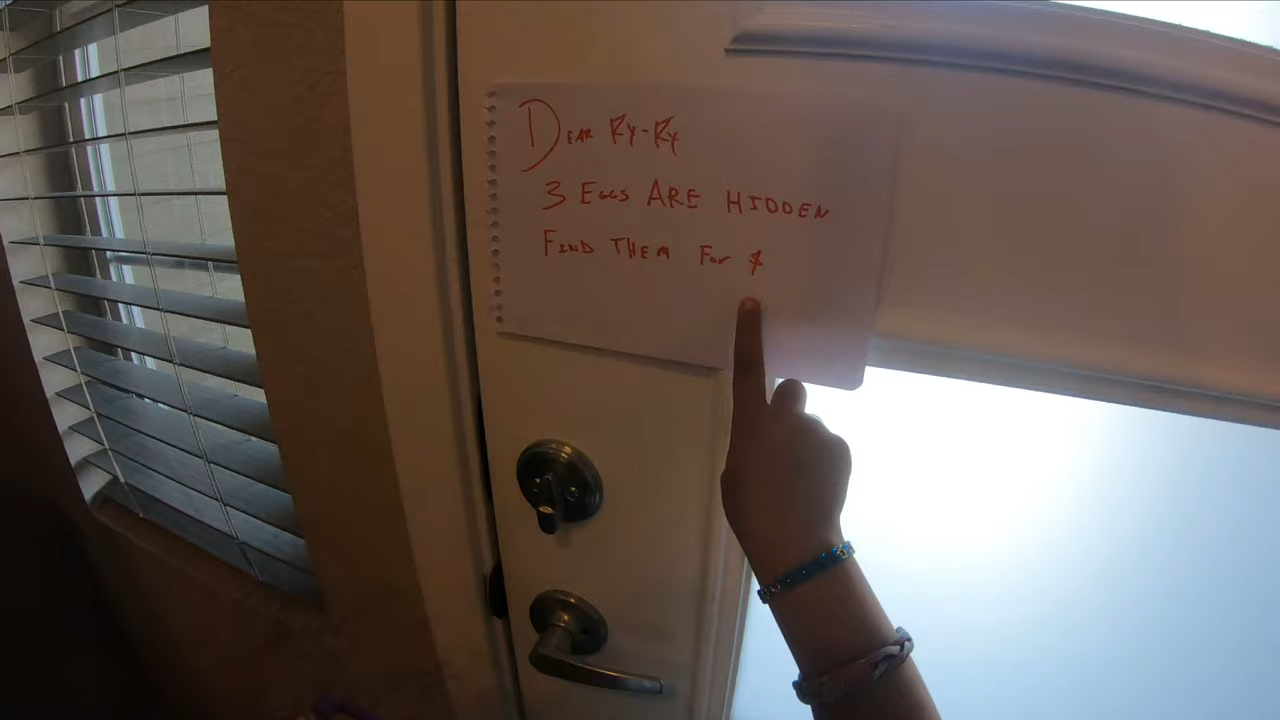 DEAR RY-RY
3 EGGS ARE HIDDEN
FIND THEM FOR $